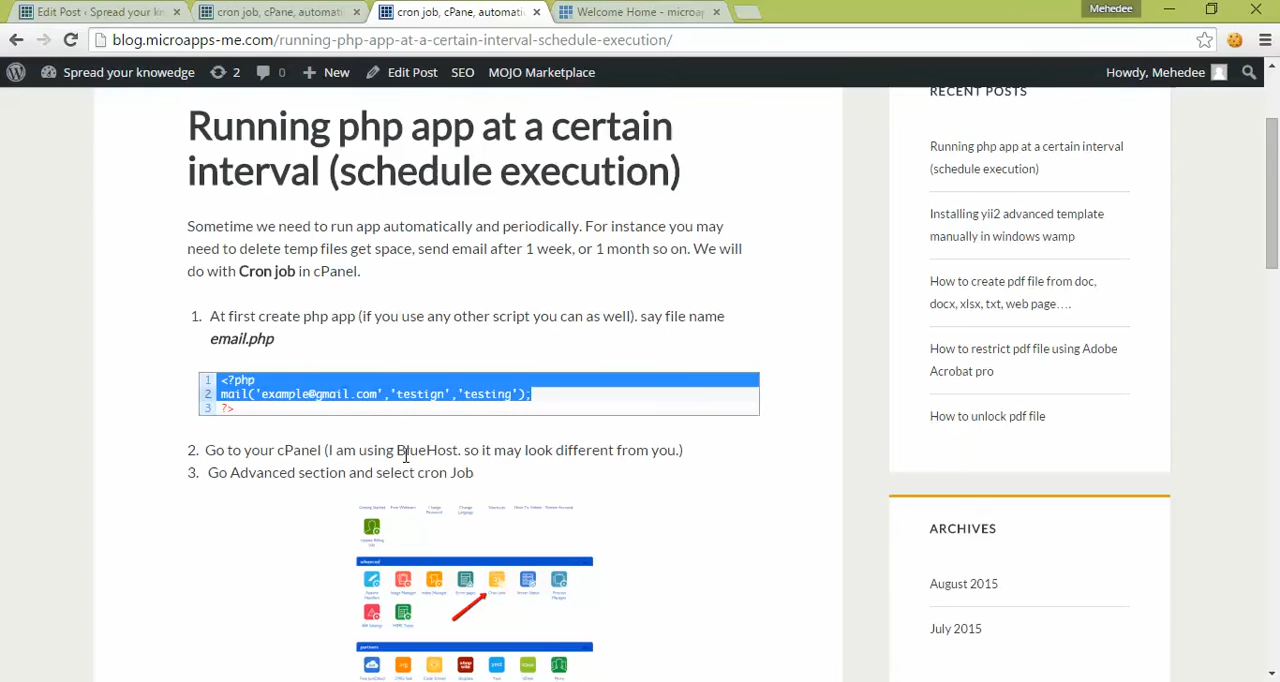 Edit Post ‹ Spread your kn
cron job, cPane, automati
cron job, cPane, automati
Welcome Home - microap
Mehedee
blog.microapps-me.com/running-php-app-at-a-certain-interval-schedule-execution/
Spread your knowedge
2
0
New
Edit Post
SEO
MOJO Marketplace
Howdy, Mehedee
Running php app at a certain
interval (schedule execution)
Sometime we need to run app automatically and periodically. For instance you may
need to delete temp files get space, send email after 1 week, or 1 month so on. We will
do with Cron job in cPanel.
1. At first create php app (if you use any other script you can as well). say file name
email.php
1 <?php
2 mail('example@gmail.com','testign','testing');
3 ?>
2. Go to your cPanel (I am using BlueHost. so it may look different from you.)
3. Go Advanced section and select cron Job
advanced
partners
RECENT POSTS
Running php app at a certain interval
(schedule execution)
Installing yii2 advanced template
manually in windows wamp
How to create pdf file from doc,
docx, xlsx, txt, web page….
How to restrict pdf file using Adobe
Acrobat pro
How to unlock pdf file
ARCHIVES
August 2015
July 2015